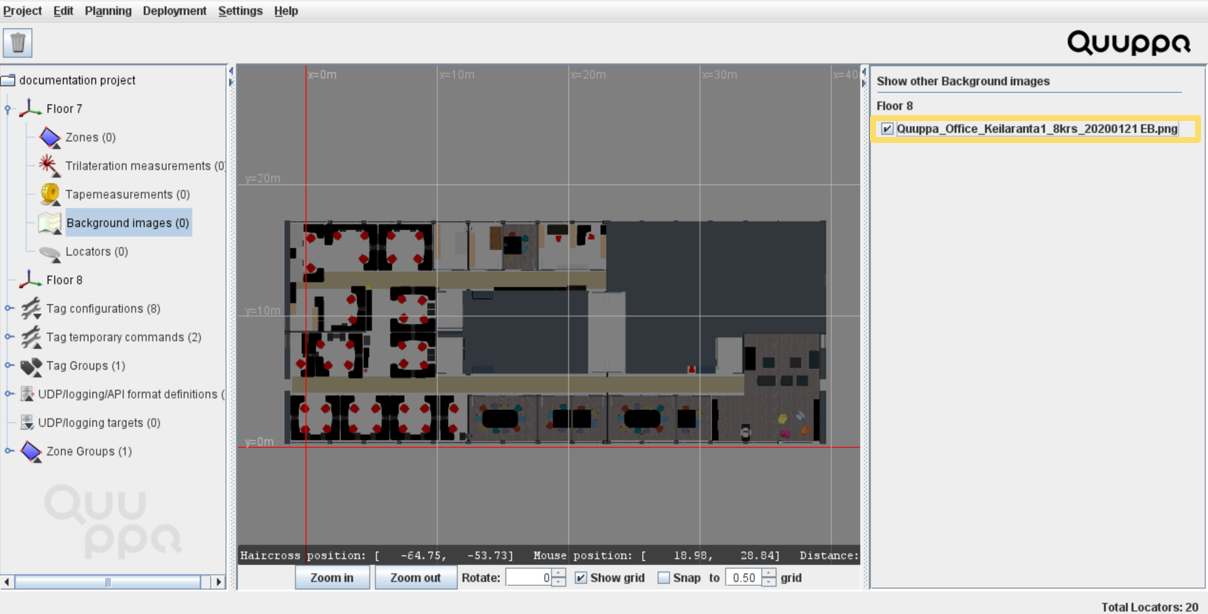 Project Edit Planning Deployment Settings Help
Quuppa
documentation project
Floor 7
Zones (0)
Trilateration measurements (0)
Tapemeasurements (0)
Background images (0)
Locators (0)
Floor 8
Tag configurations (8)
Tag temporary commands (2)
Tag Groups (1)
UDP/logging/API format definitions (
UDP/logging targets (0)
Zone Groups (1)
Quu
ppa
x=0m x=10m x=20m x=30m x=40
y=20m
y=10m
y=0m
Haircross position: [ -64.75, -53.73] Mouse position: [ 18.98, 28.84] Distance:
Zoom in Zoom out Rotate: 0 Show grid Snap to 0.50 grid
Show other Background images
Floor 8
Quuppa_Office_Keilaranta1_8krs_20200121 EB.png
Total Locators: 20